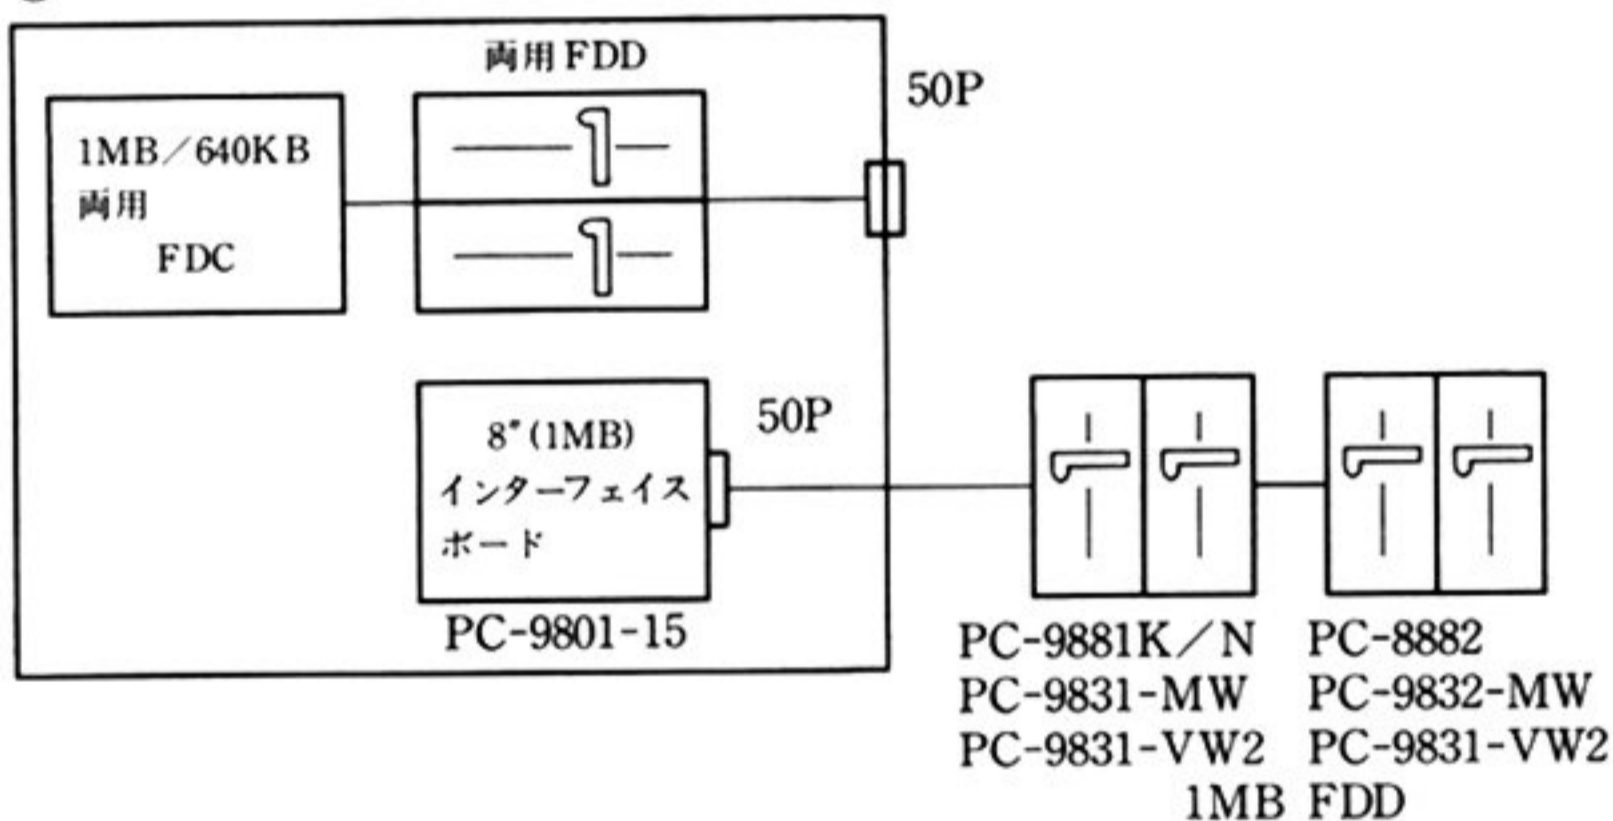 両用FDD
50P
1MB／640KB
両用
FDC
50P
8″(1MB)
インターフェイス
ボード
PC-9801-15
PC-9881K／N
PC-9831-MW
PC-9831-VW2
PC-8882
PC-9832-MW
PC-9831-VW2
1MB FDD